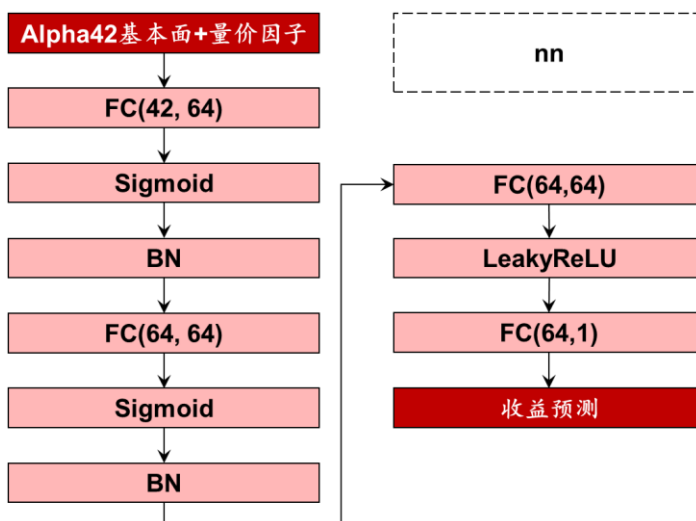 Alpha42基本面+量价因子
FC(42, 64)
Sigmoid
BN
FC(64, 64)
Sigmoid
BN
nn
FC(64,64)
LeakyReLU
FC(64,1)
收益预测